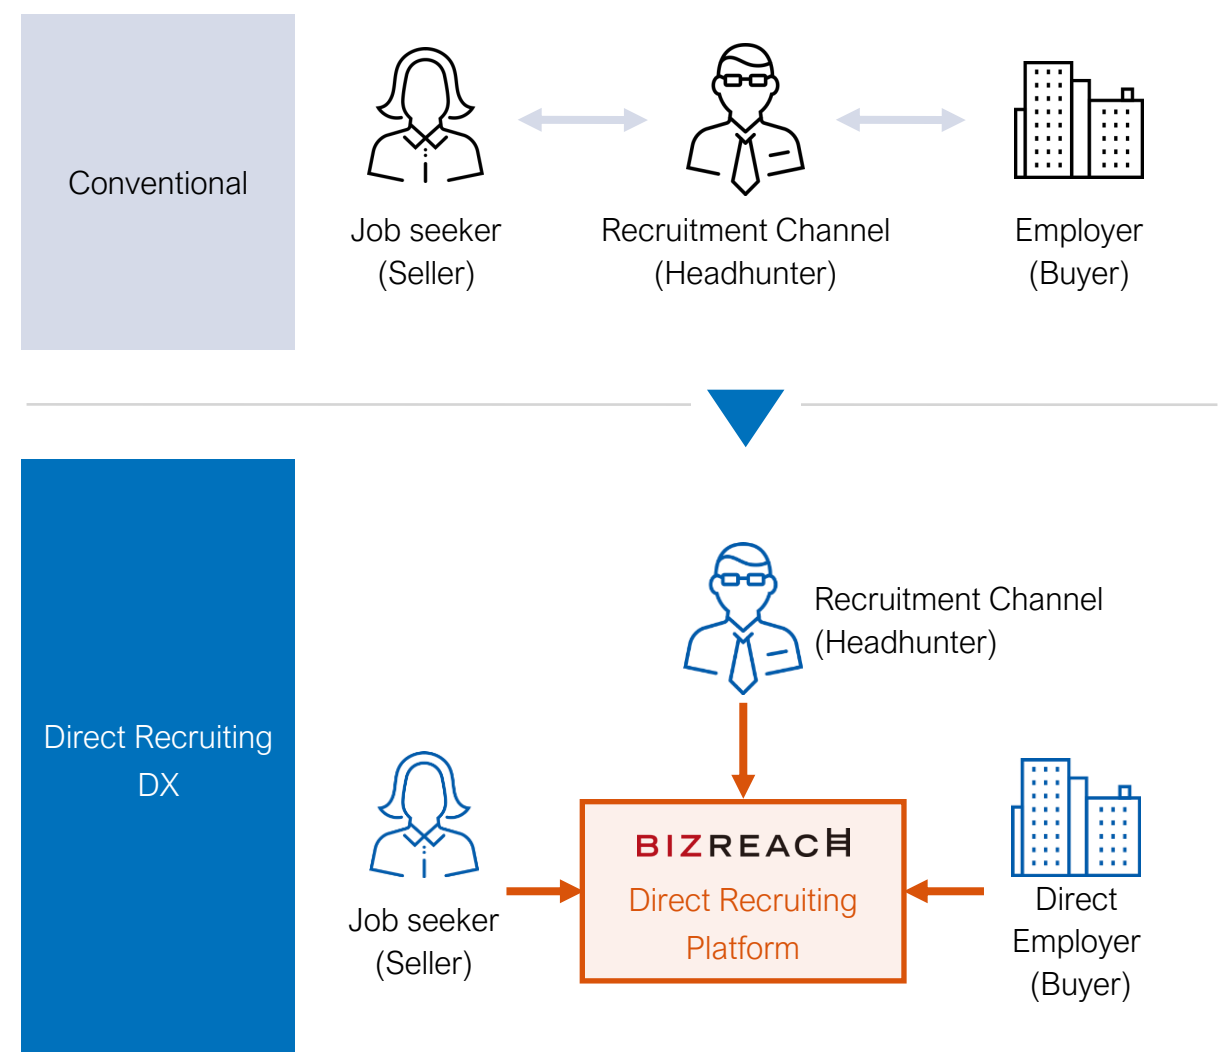 Conventional
Job seeker
(Seller)
Recruitment Channel
(Headhunter)
Employer
(Buyer)
Direct Recruiting
DX
Recruitment Channel
(Headhunter)
Job seeker
(Seller)
BIZREACH
Direct Recruiting
Platform
Direct
Employer
(Buyer)